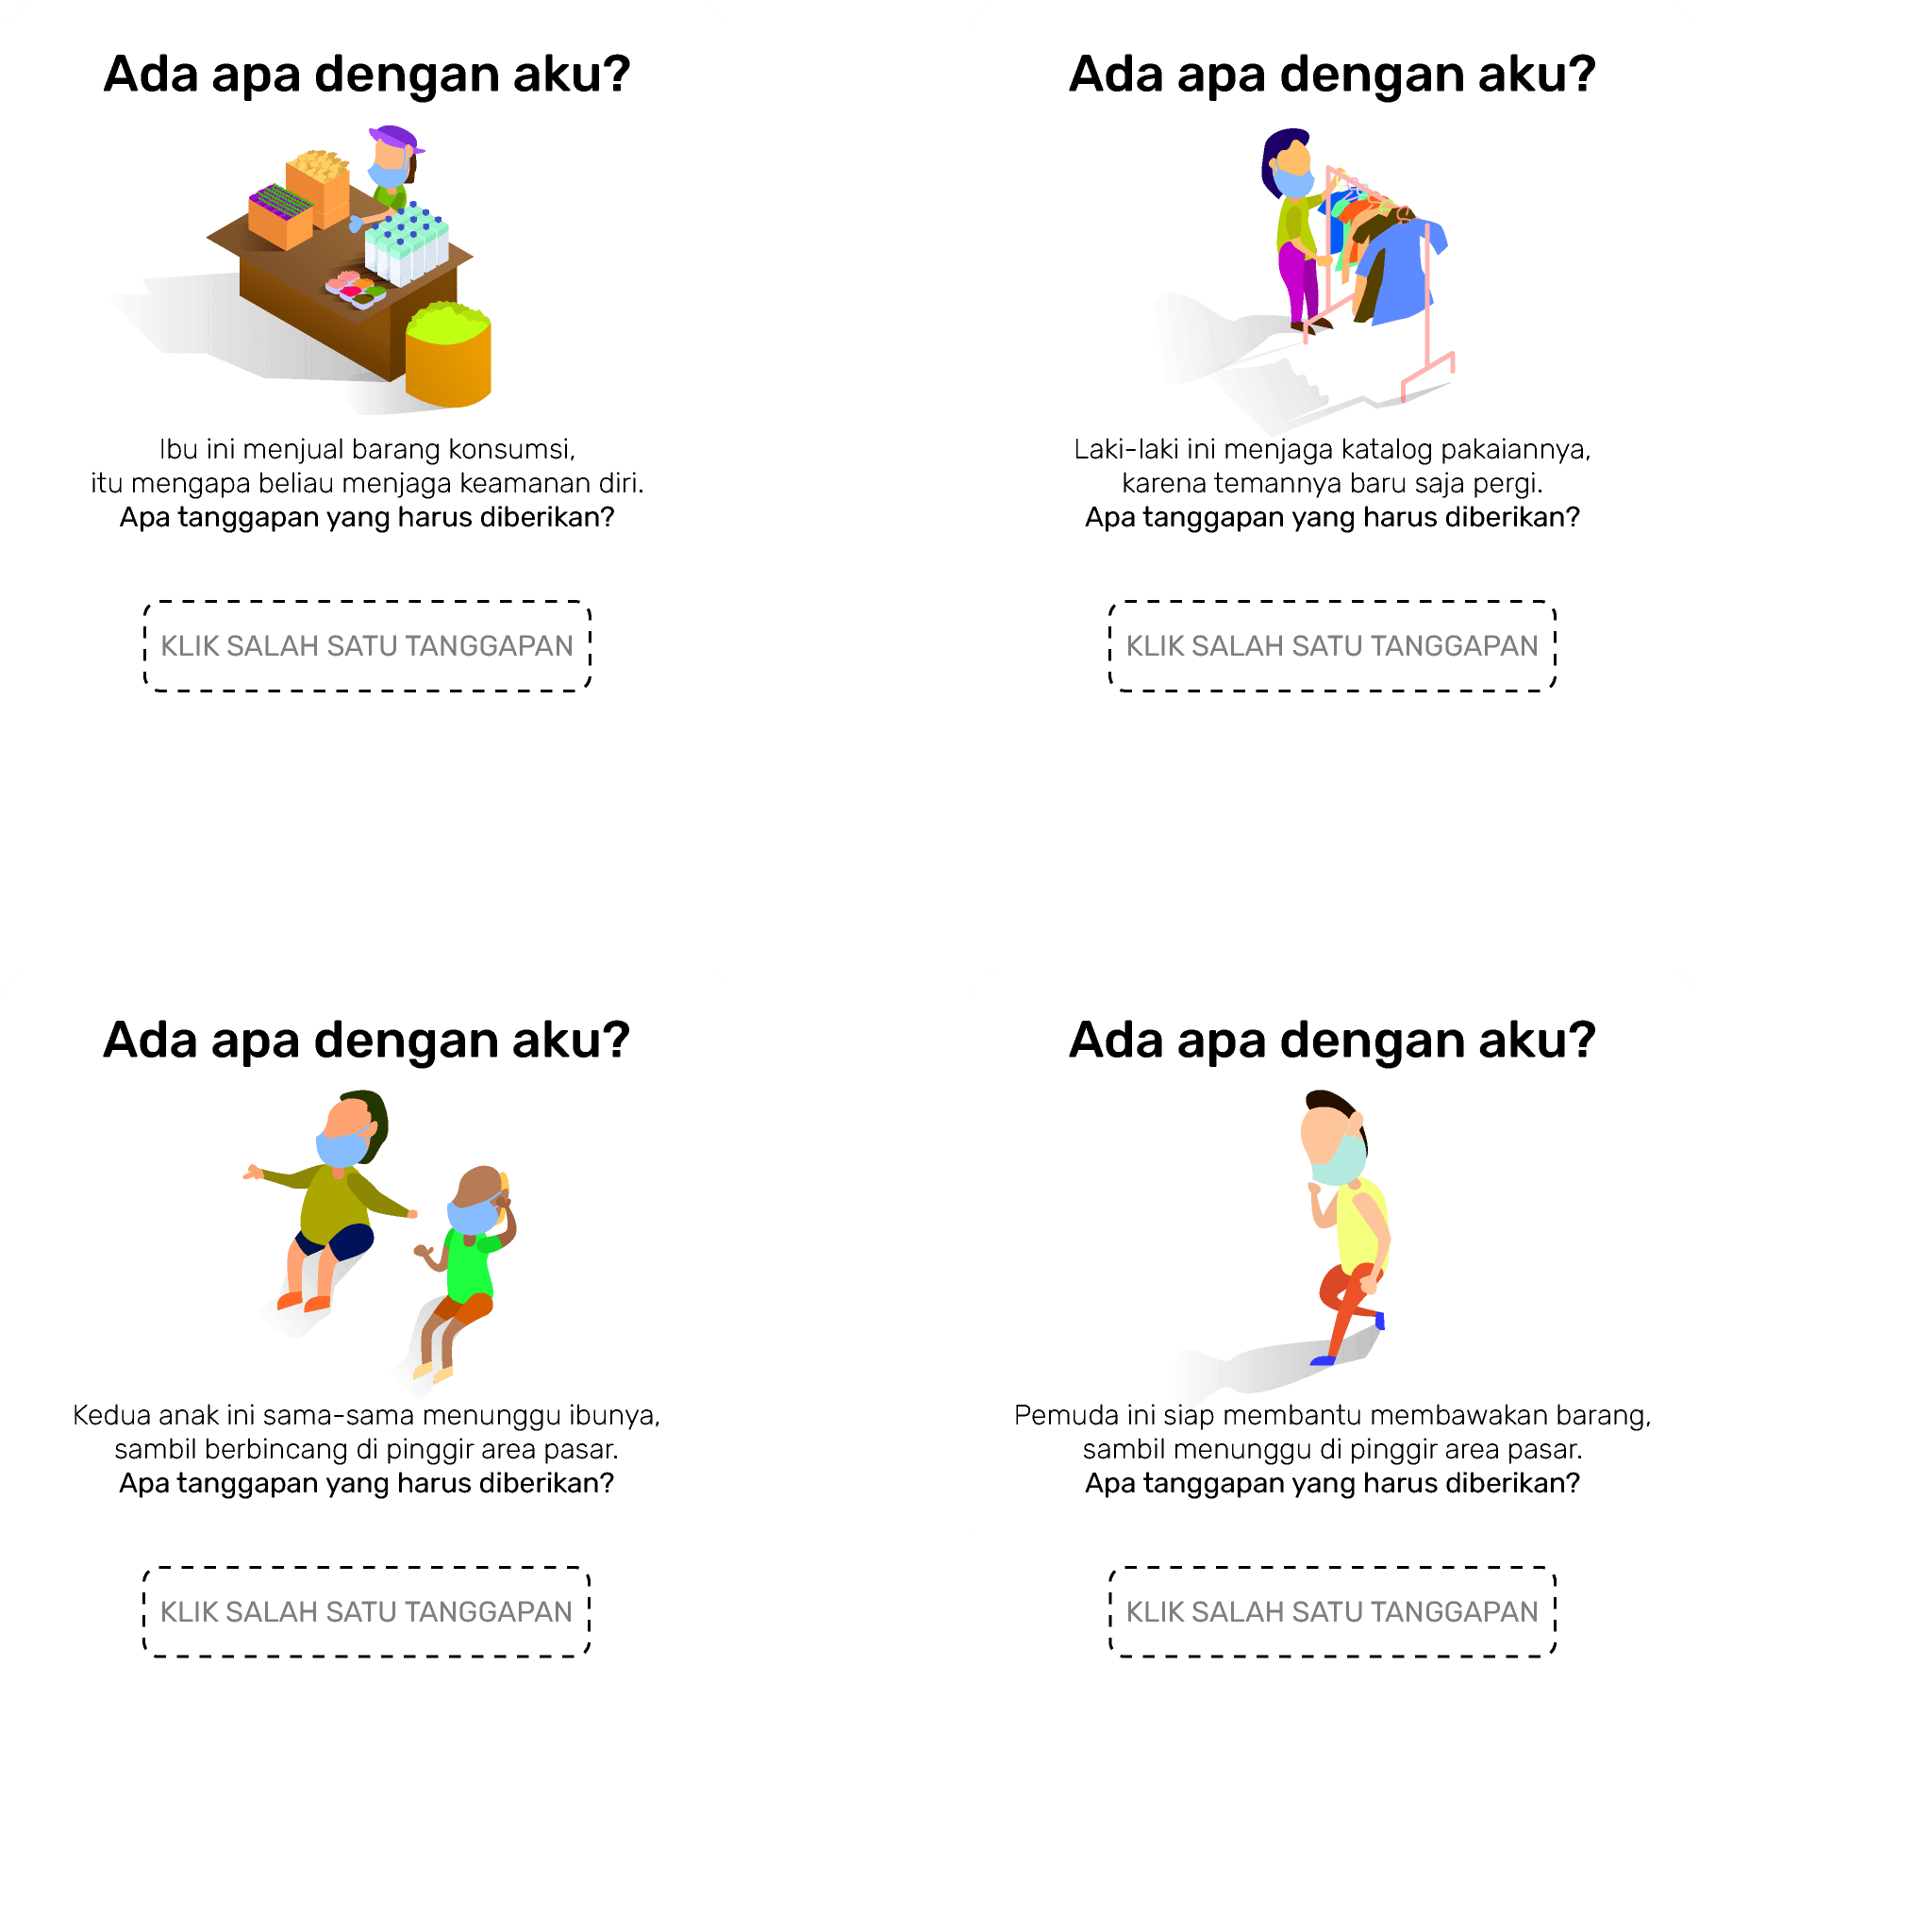 Ada apa dengan aku?
Ibu ini menjual barang konsumsi,
itu mengapa beliau menjaga keamanan diri.
Apa tanggapan yang harus diberikan?
KLIK SALAH SATU TANGGAPAN
Ada apa dengan aku?
Laki-laki ini menjaga katalog pakaiannya,
karena temannya baru saja pergi.
Apa tanggapan yang harus diberikan?
KLIK SALAH SATU TANGGAPAN
Ada apa dengan aku?
Kedua anak ini sama-sama menunggu ibunya,
sambil berbincang di pinggir area pasar.
Apa tanggapan yang harus diberikan?
KLIK SALAH SATU TANGGAPAN
Ada apa dengan aku?
Pemuda ini siap membantu membawakan barang,
sambil menunggu di pinggir area pasar.
Apa tanggapan yang harus diberikan?
KLIK SALAH SATU TANGGAPAN